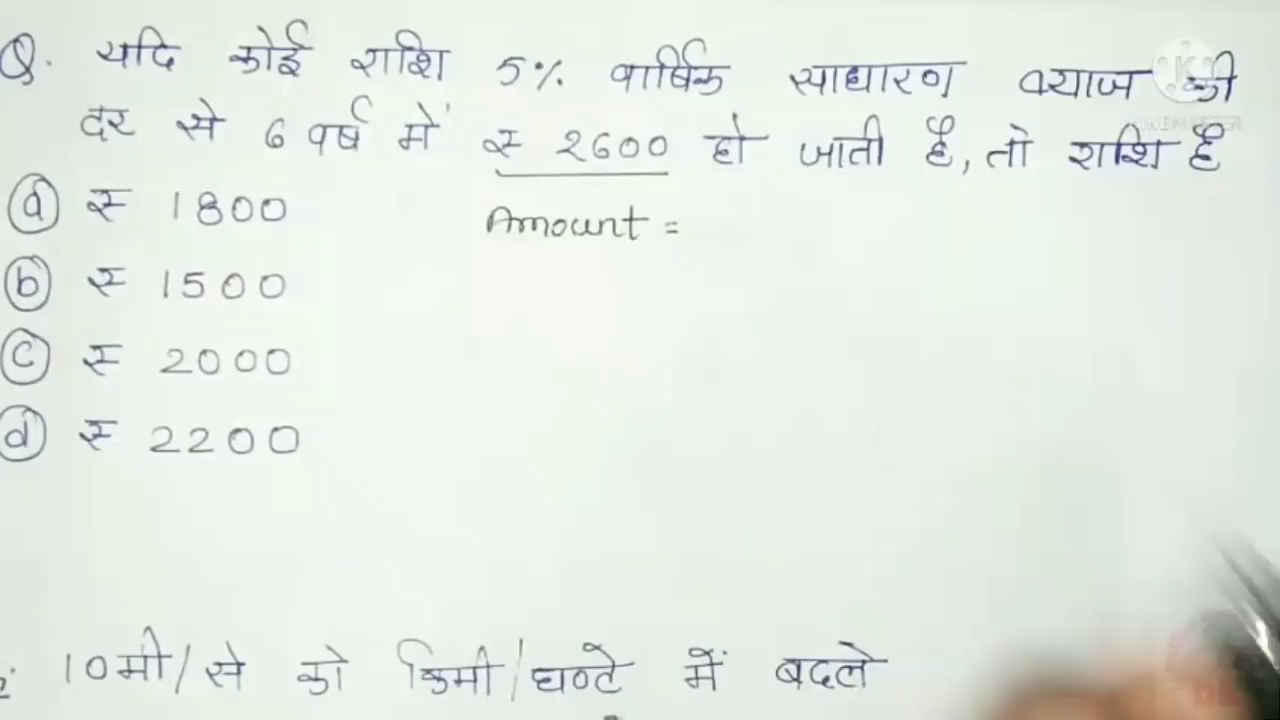 Q. यदि कोई राशि 5% वार्षिक साधारण ब्याज की
दर से 6 वर्ष में ₹ 2600 हो जाती है, तो राशि है
(a) ₹ 1800
Amount =
(b) ₹ 1500
(c) ₹ 2000
(d) ₹ 2200
10मी/से को किमी/घण्टे में बदले